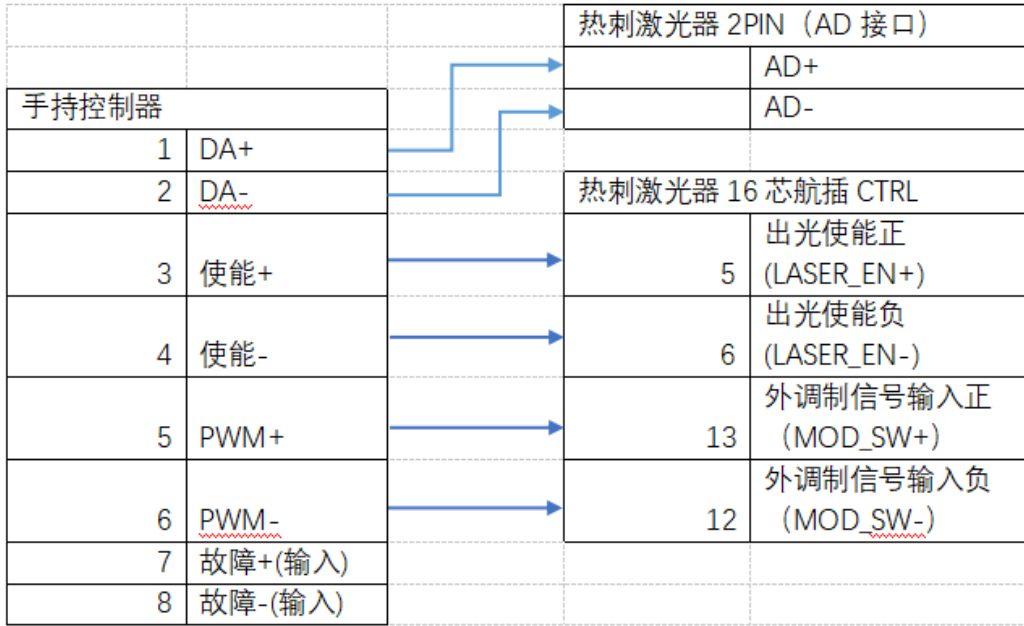 热刺激光器 2PIN（AD 接口）
AD+
AD-
手持控制器
1 DA+
2 DA-
3 使能+
4 使能-
5 PWM+
6 PWM-
7 故障+(输入)
8 故障-(输入)
热刺激光器 16 芯航插 CTRL
出光使能正
5 (LASER_EN+)
出光使能负
6 (LASER_EN-)
外调制信号输入正
13 （MOD_SW+)
外调制信号输入负
12 （MOD_SW-)